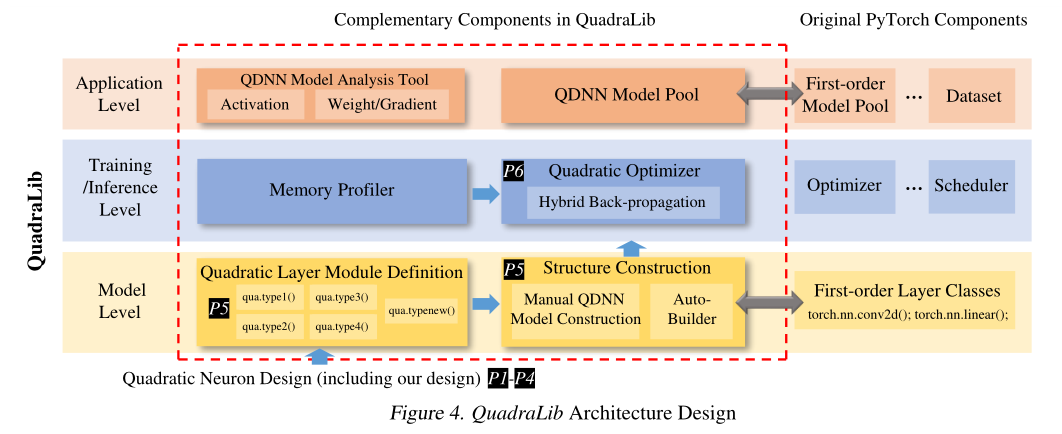 Complementary Components in QuadraLib
Original PyTorch Components
QuadraLib
Application
Level
QDNN Model Analysis Tool
Activation
Weight/Gradient
QDNN Model Pool
First-order
Model Pool
...
Dataset
Training
/Inference
Level
Memory Profiler
P6
Quadratic Optimizer
Hybrid Back-propagation
Optimizer
...
Scheduler
Model
Level
Quadratic Layer Module Definition
P5
qua.type1()
qua.type3()
qua.typenew()
qua.type2()
qua.type4()
P5
Structure Construction
Manual QDNN
Model Construction
Auto-
Builder
First-order Layer Classes
torch.nn.conv2d(); torch.nn.linear();
Quadratic Neuron Design (including our design) P1-P4
Figure 4. QuadraLib Architecture Design